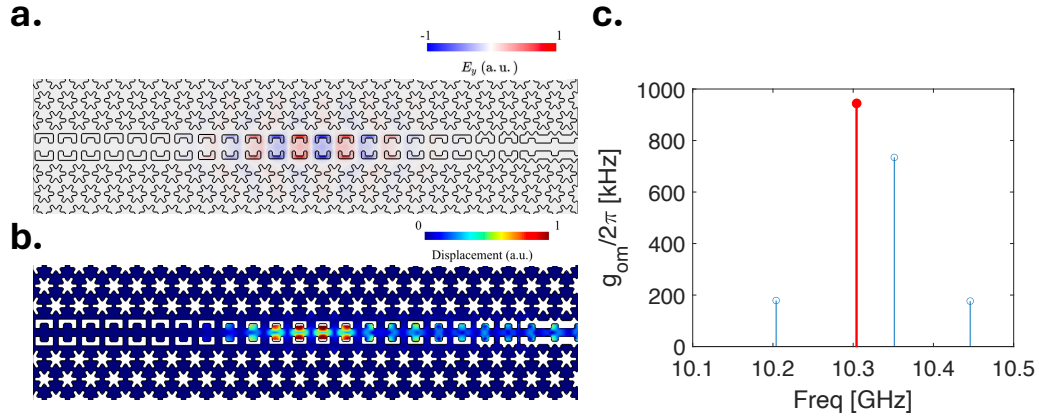 a.
-1 1
E_y (a.u.)
b.
0 1
Displacement (a.u.)
c.
g_om/2π [kHz]
1000
800
600
400
200
0
10.1 10.2 10.3 10.4 10.5
Freq [GHz]